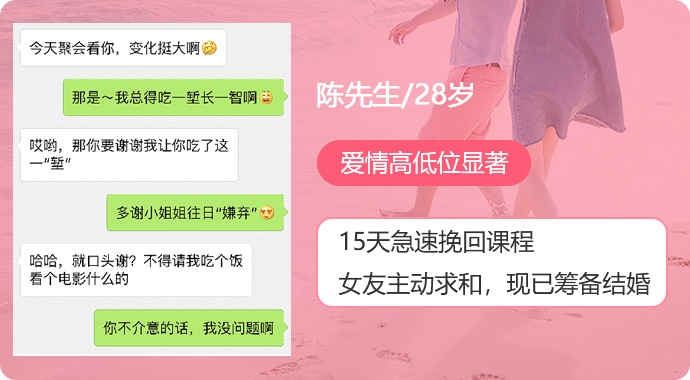 今天聚会看你，变化挺大啊🤣
那是～我总得吃一堑长一智啊😄
哎哟，那你要谢谢我让你吃了这
一“堑”
多谢小姐姐往日“嫌弃”😍
哈哈，就口头谢？不得请我吃个饭
看个电影什么的
你不介意的话，我没问题啊
陈先生/28岁
爱情高低位显著
15天急速挽回课程
女友主动求和，现已筹备结婚